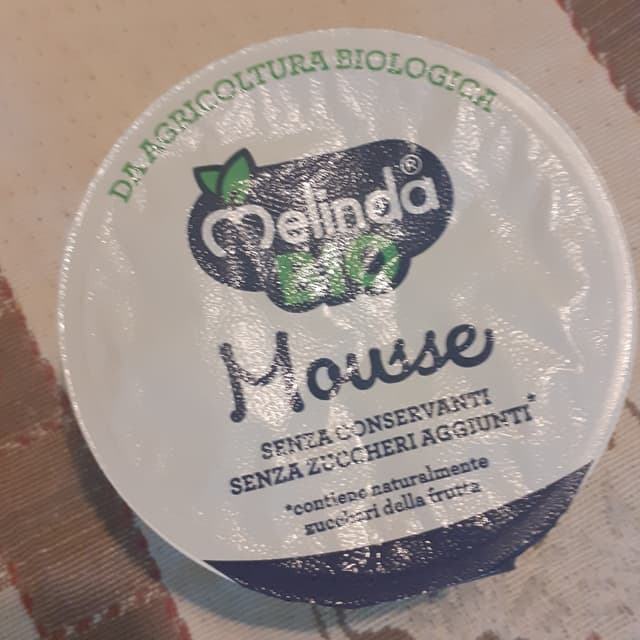 DA AGRICOLTURA BIOLOGICA
Melinda®
BIO
Mousse
SENZA CONSERVANTI
SENZA ZUCCHERI AGGIUNTI*
*contiene naturalmente
zuccheri della frutta